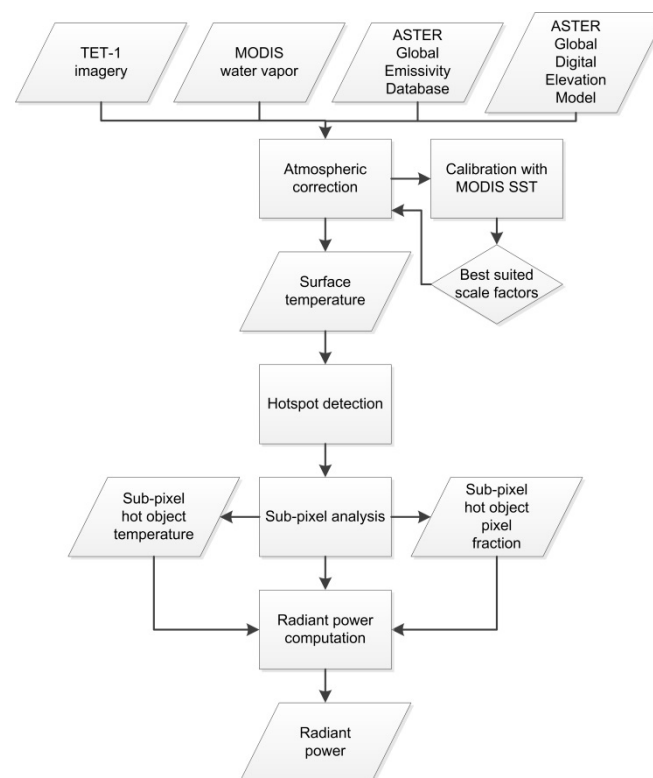 TET-1
imagery
MODIS
water vapor
ASTER
Global
Emissivity
Database
ASTER
Global
Digital
Elevation
Model
Atmospheric
correction
Calibration with
MODIS SST
Surface
temperature
Best suited
scale factors
Hotspot detection
Sub-pixel
hot object
temperature
Sub-pixel analysis
Sub-pixel
hot object
pixel
fraction
Radiant power
computation
Radiant
power